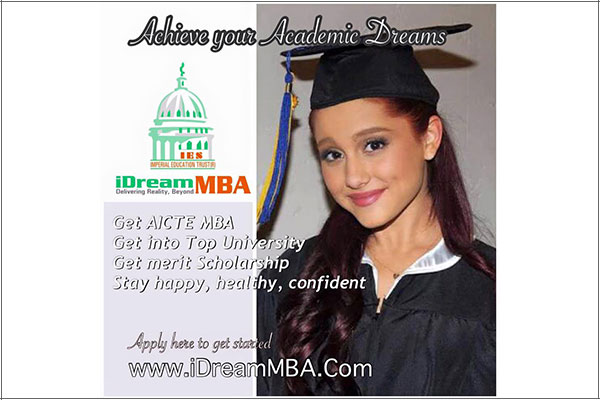 Achieve your Academic Dreams
IES
IMPERIAL EDUCATION TRUST(R)
iDreamMBA
Delivering Reality, Beyond
Get AICTE MBA
Get into Top University
Get merit Scholarship
Stay happy, healthy, confident
Apply here to get started
www.iDreamMBA.Com